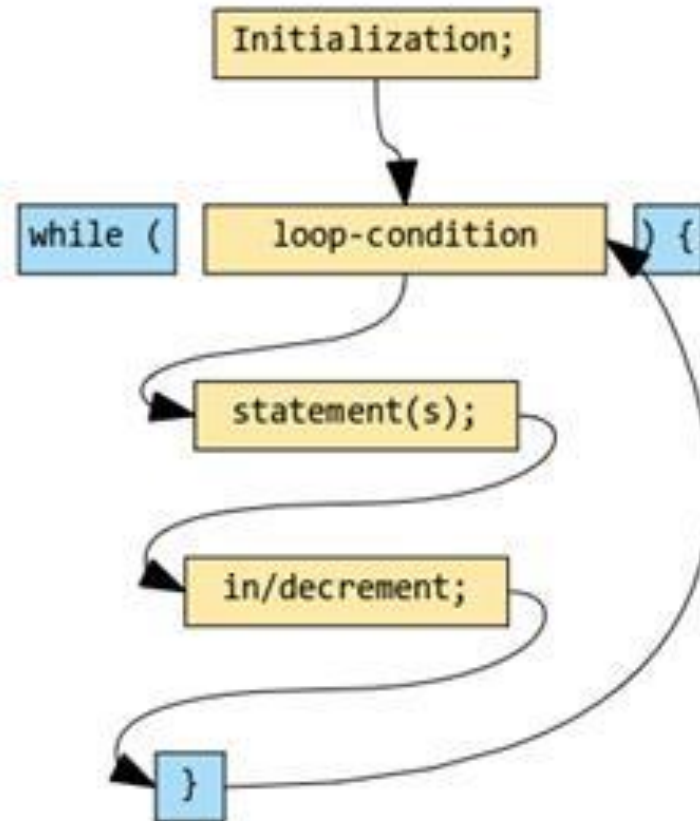 Initialization;
while ( loop-condition ) {
statement(s);
in/decrement;
}